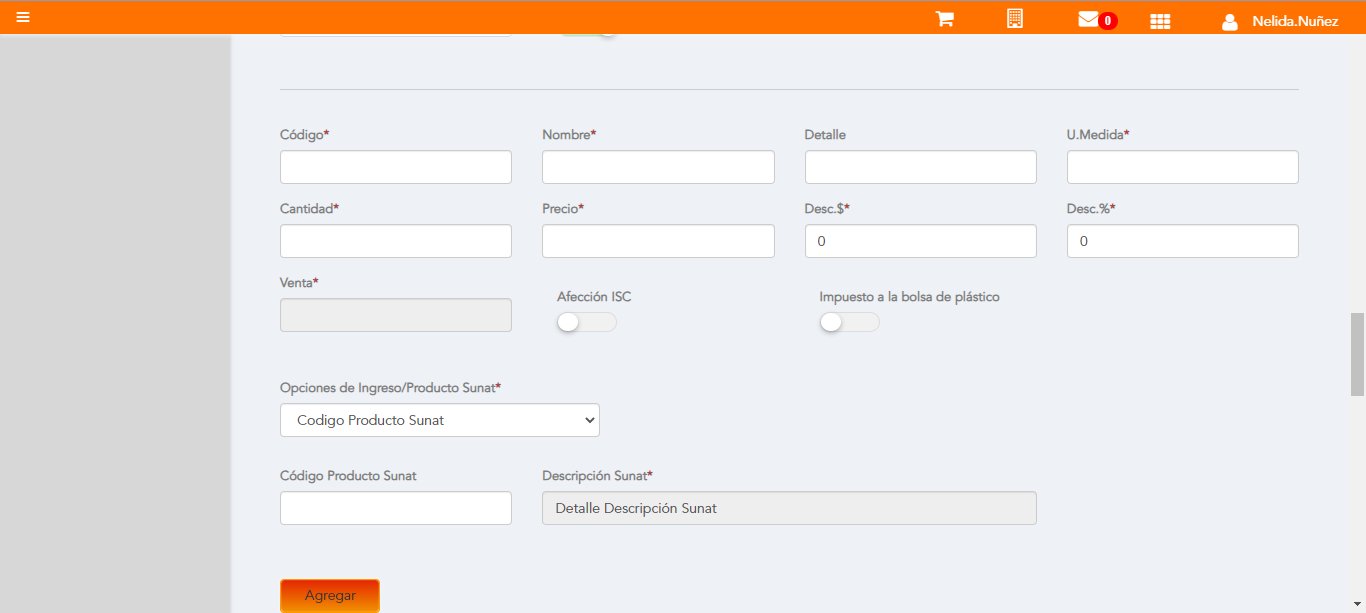 0 Nelida.Nuñez
Código* Nombre* Detalle U.Medida*
Cantidad* Precio* Desc.$* Desc.%*
0 0
Venta* Afección ISC Impuesto a la bolsa de plástico
Opciones de Ingreso/Producto Sunat*
Codigo Producto Sunat
Código Producto Sunat Descripción Sunat*
Detalle Descripción Sunat
Agregar